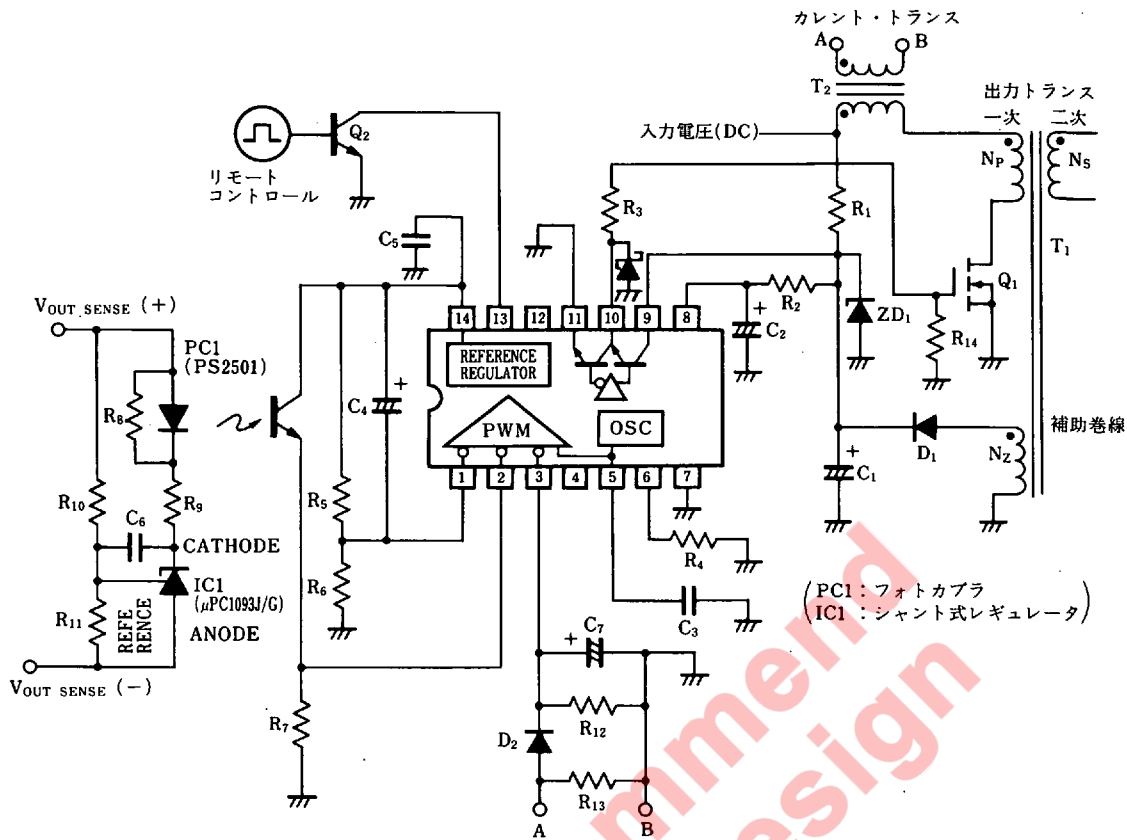 カレント・トランス
A B
T2
出力トランス
一次 二次
入力電圧(DC)
NP NS
Q2
リモート
コントロール
R3
R1
T1
C5
Q1
R14
VOUT SENSE (+)
PC1
(PS2501)
R8
C4
+
14 13 12 11 10 9 8
REFERENCE
REGULATOR
PWM
OSC
1 2 3 4 5 6 7
+
C2
R2
ZD1
補助巻線
D1
NZ
+
C1
R10
R9
C6
CATHODE
IC1
(μPC1093J/G)
REFE
RENCE
ANODE
R11
VOUT SENSE (−)
R5
R6
R7
R4
C3
+
C7
R12
D2
R13
A B
(PC1:フォトカプラ
IC1:シャント式レギュレータ)
mmend
esign